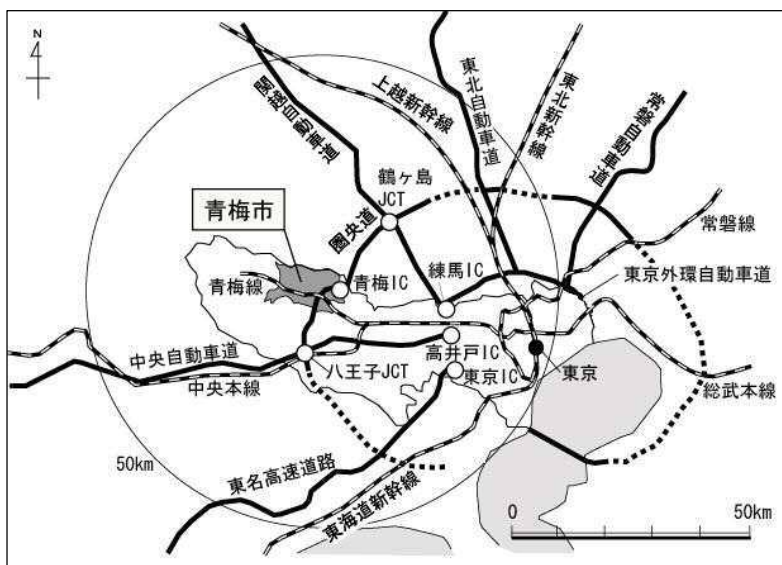 N
関越自動車道
上越新幹線
東北自動車道
東北新幹線
常磐自動車道
鶴ヶ島
JCT
青梅市
圏央道
常磐線
青梅線
青梅IC
練馬IC
東京外環自動車道
中央自動車道
高井戸IC
中央本線
八王子JCT
東京IC
東京
総武本線
50km
東名高速道路
東海道新幹線
0
50km